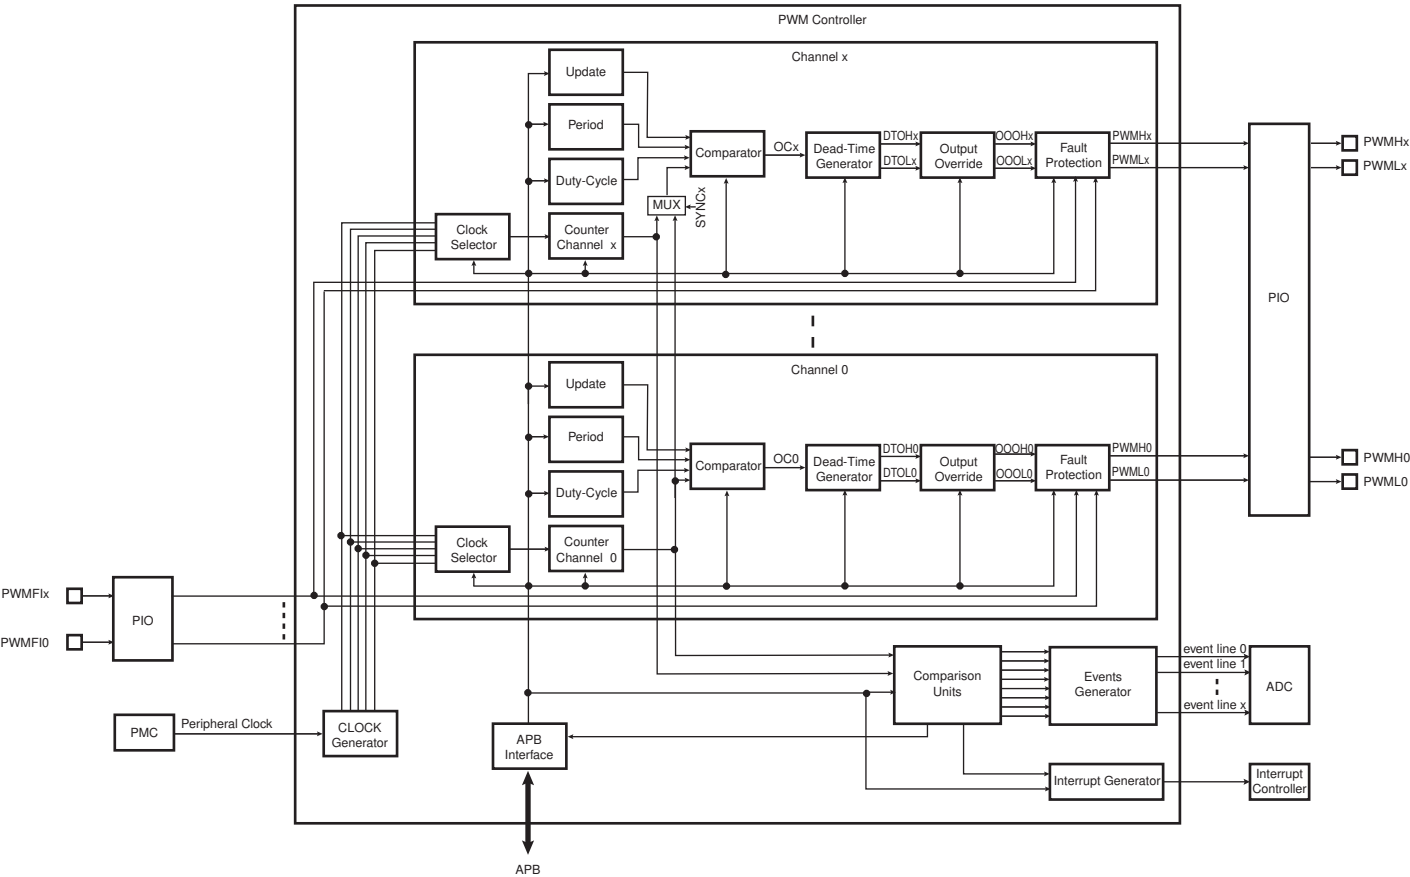 PWM Controller
Channel x
Update
Period
Comparator
OCx
Dead-Time
Generator
DTOHx
DTOLx
Output
Override
OOOHx
OOOLx
Fault
Protection
PWMHx
PWMLx
PWMHx
PWMLx
Duty-Cycle
MUX
SYNCx
Clock
Selector
Counter
Channel x
PIO
Channel 0
Update
Period
Comparator
OC0
Dead-Time
Generator
DTOH0
DTOL0
Output
Override
OOOH0
OOOL0
Fault
Protection
PWMH0
PWML0
PWMH0
PWML0
Duty-Cycle
Clock
Selector
Counter
Channel 0
PWMFIx
PIO
PWMFI0
Comparison
Units
Events
Generator
event line 0
event line 1
event line x
ADC
PMC
Peripheral Clock
CLOCK
Generator
APB
Interface
Interrupt Generator
Interrupt
Controller
APB